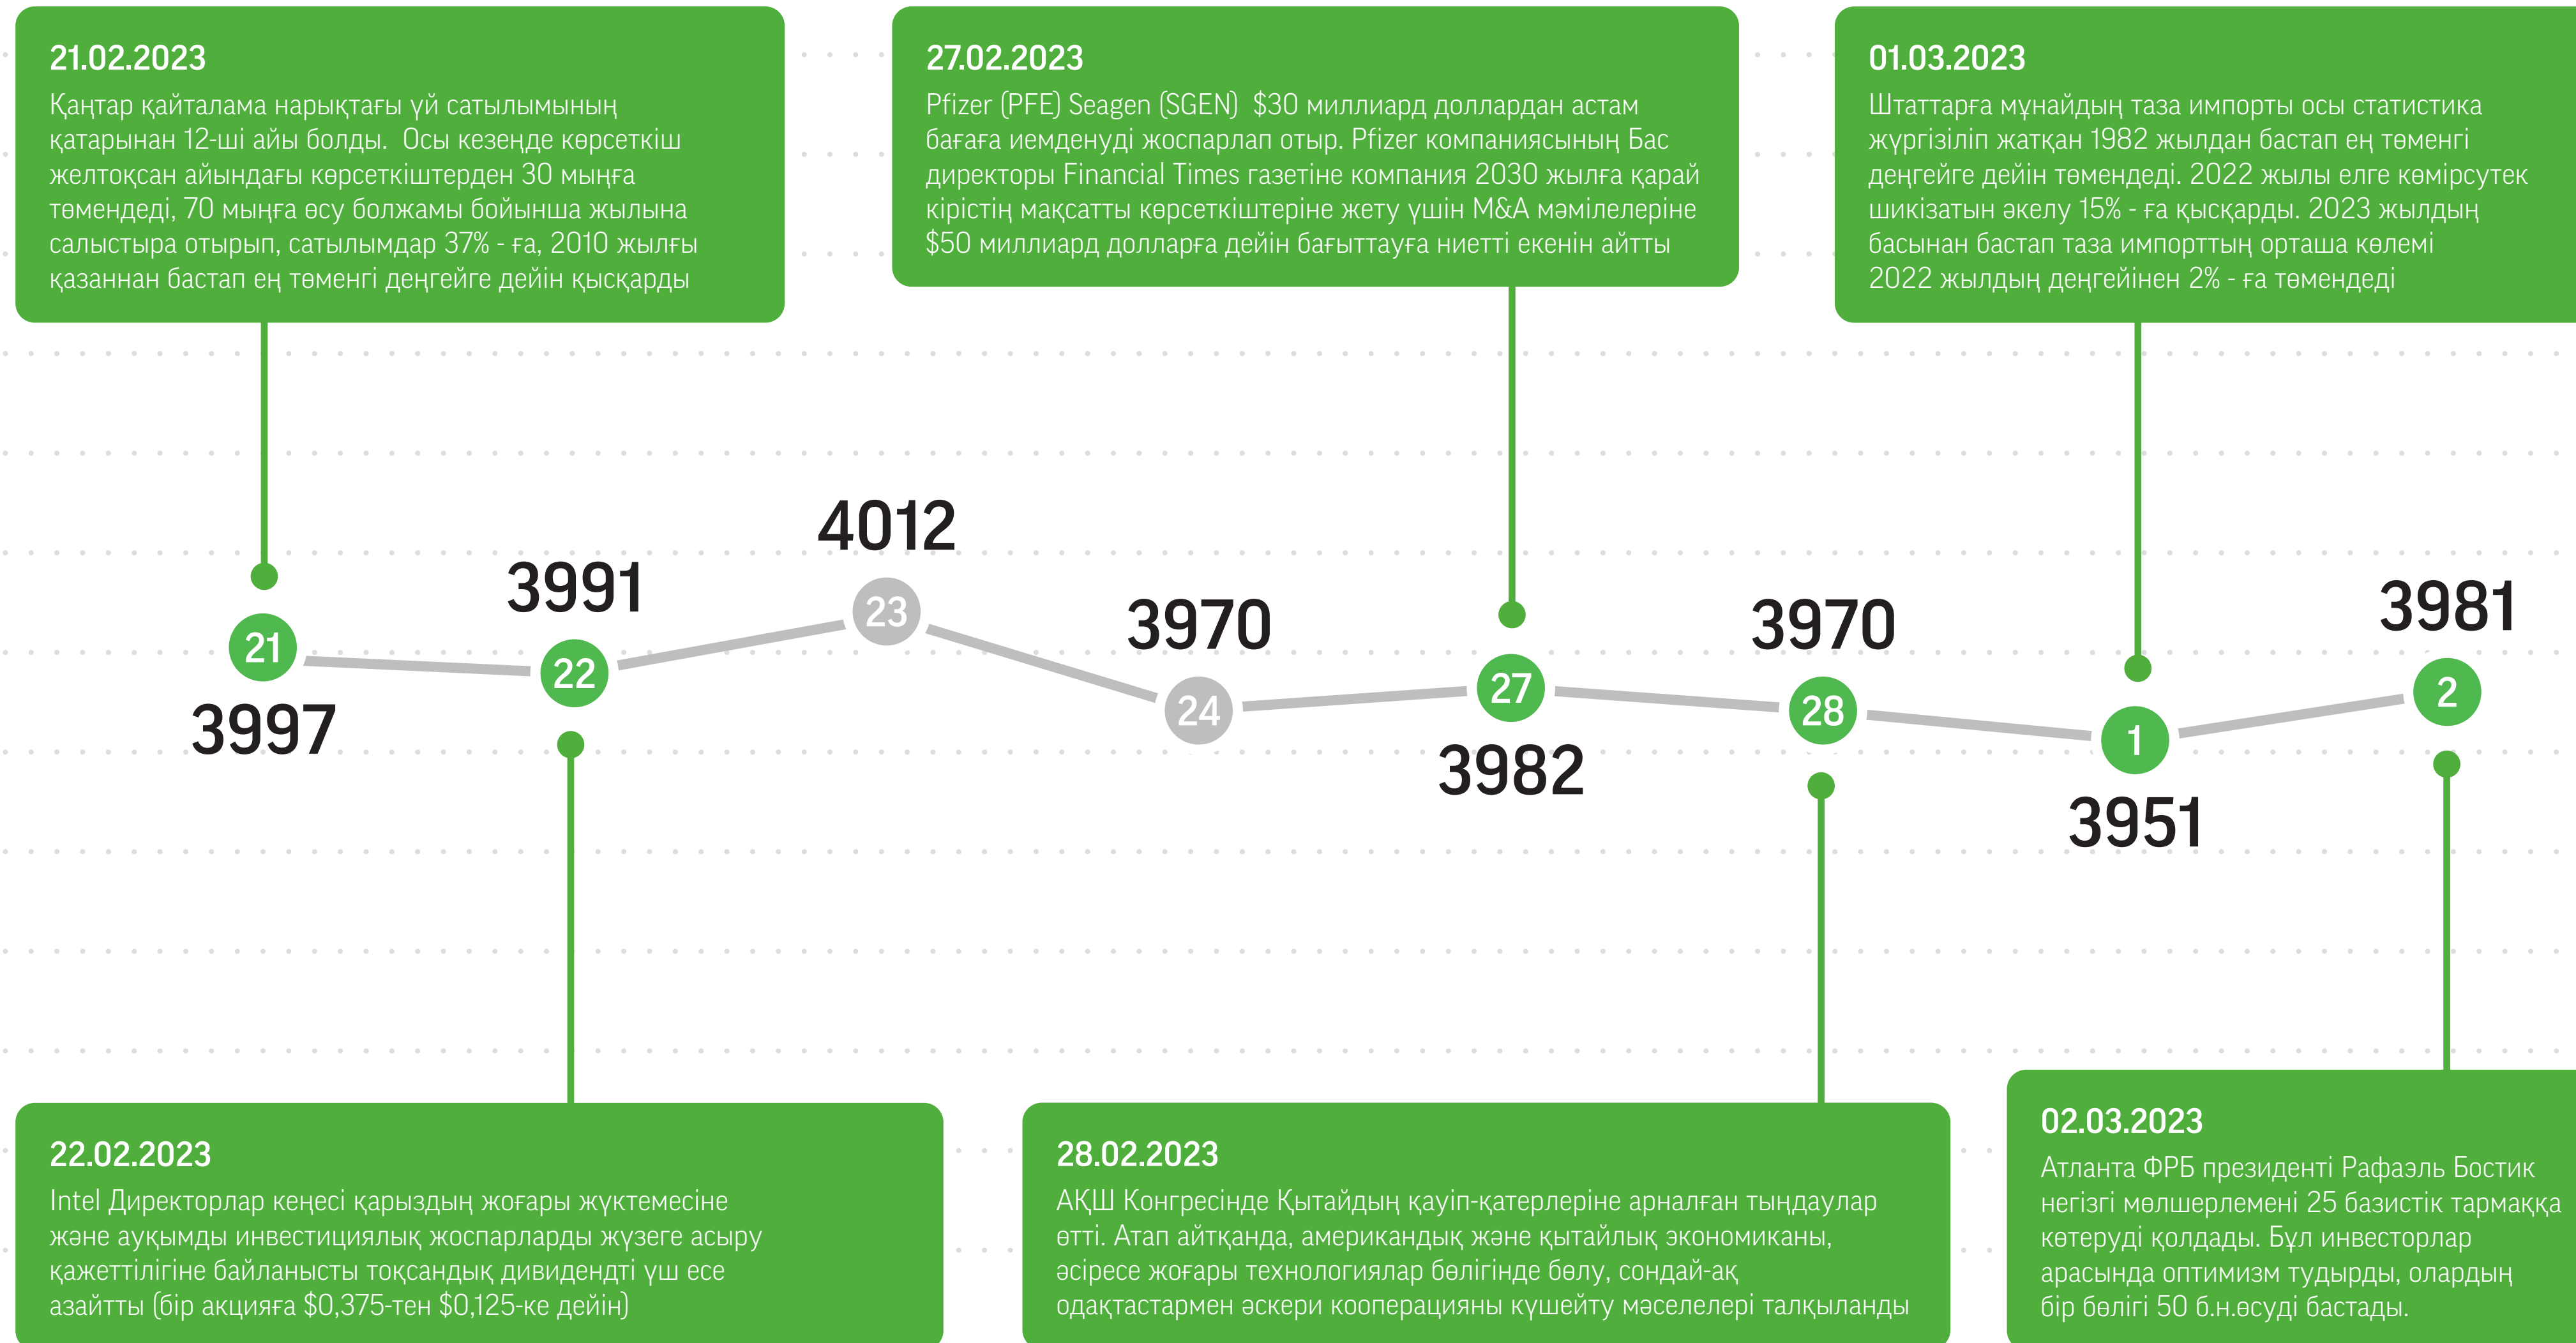 21.02.2023
Қаңтар қайталама нарықтағы үй сатылымының
қатарынан 12-ші айы болды.  Осы кезеңде көрсеткіш
желтоқсан айындағы көрсеткіштерден 30 мыңға
төмендеді, 70 мыңға өсу болжамы бойынша жылына
салыстыра отырып, сатылымдар 37% - ға, 2010 жылғы
қазаннан бастап ең төменгі деңгейге дейін қысқарды
27.02.2023
Pfizer (PFE) Seagen (SGEN)  $30 миллиард доллардан астам
бағаға иемденуді жоспарлап отыр. Pfizer компаниясының Бас
директоры Financial Times газетіне компания 2030 жылға қарай
кірістің мақсатты көрсеткіштеріне жету үшін M&A мәмілелеріне
$50 миллиард долларға дейін бағыттауға ниетті екенін айтты
01.03.2023
Штаттарға мұнайдың таза импорты осы статистика
жүргізіліп жатқан 1982 жылдан бастап ең төменгі
деңгейге дейін төмендеді. 2022 жылы елге көмірсутек
шикізатын әкелу 15% - ға қысқарды. 2023 жылдың
басынан бастап таза импорттың орташа көлемі
2022 жылдың деңгейінен 2% - ға төмендеді
21
3997
3991
22
4012
23
3970
24
27
3982
3970
28
1
3951
3981
2
22.02.2023
Intel Директорлар кеңесі қарыздың жоғары жүктемесіне
және ауқымды инвестициялық жоспарларды жүзеге асыру
қажеттілігіне байланысты тоқсандық дивидендті үш есе
азайтты (бір акцияға $0,375-тен $0,125-ке дейін)
28.02.2023
АҚШ Конгресінде Қытайдың қауіп-қатерлеріне арналған тыңдаулар
өтті. Атап айтқанда, американдық және қытайлық экономиканы,
әсіресе жоғары технологиялар бөлігінде бөлу, сондай-ақ
одақтастармен әскери кооперацияны күшейту мәселелері талқыланды
02.03.2023
Атланта ФРБ президенті Рафаэль Бостик
негізгі мөлшерлемені 25 базистік тармаққа
көтеруді қолдады. Бұл инвесторлар
арасында оптимизм тудырды, олардың
бір бөлігі 50 б.н.өсуді бастады.